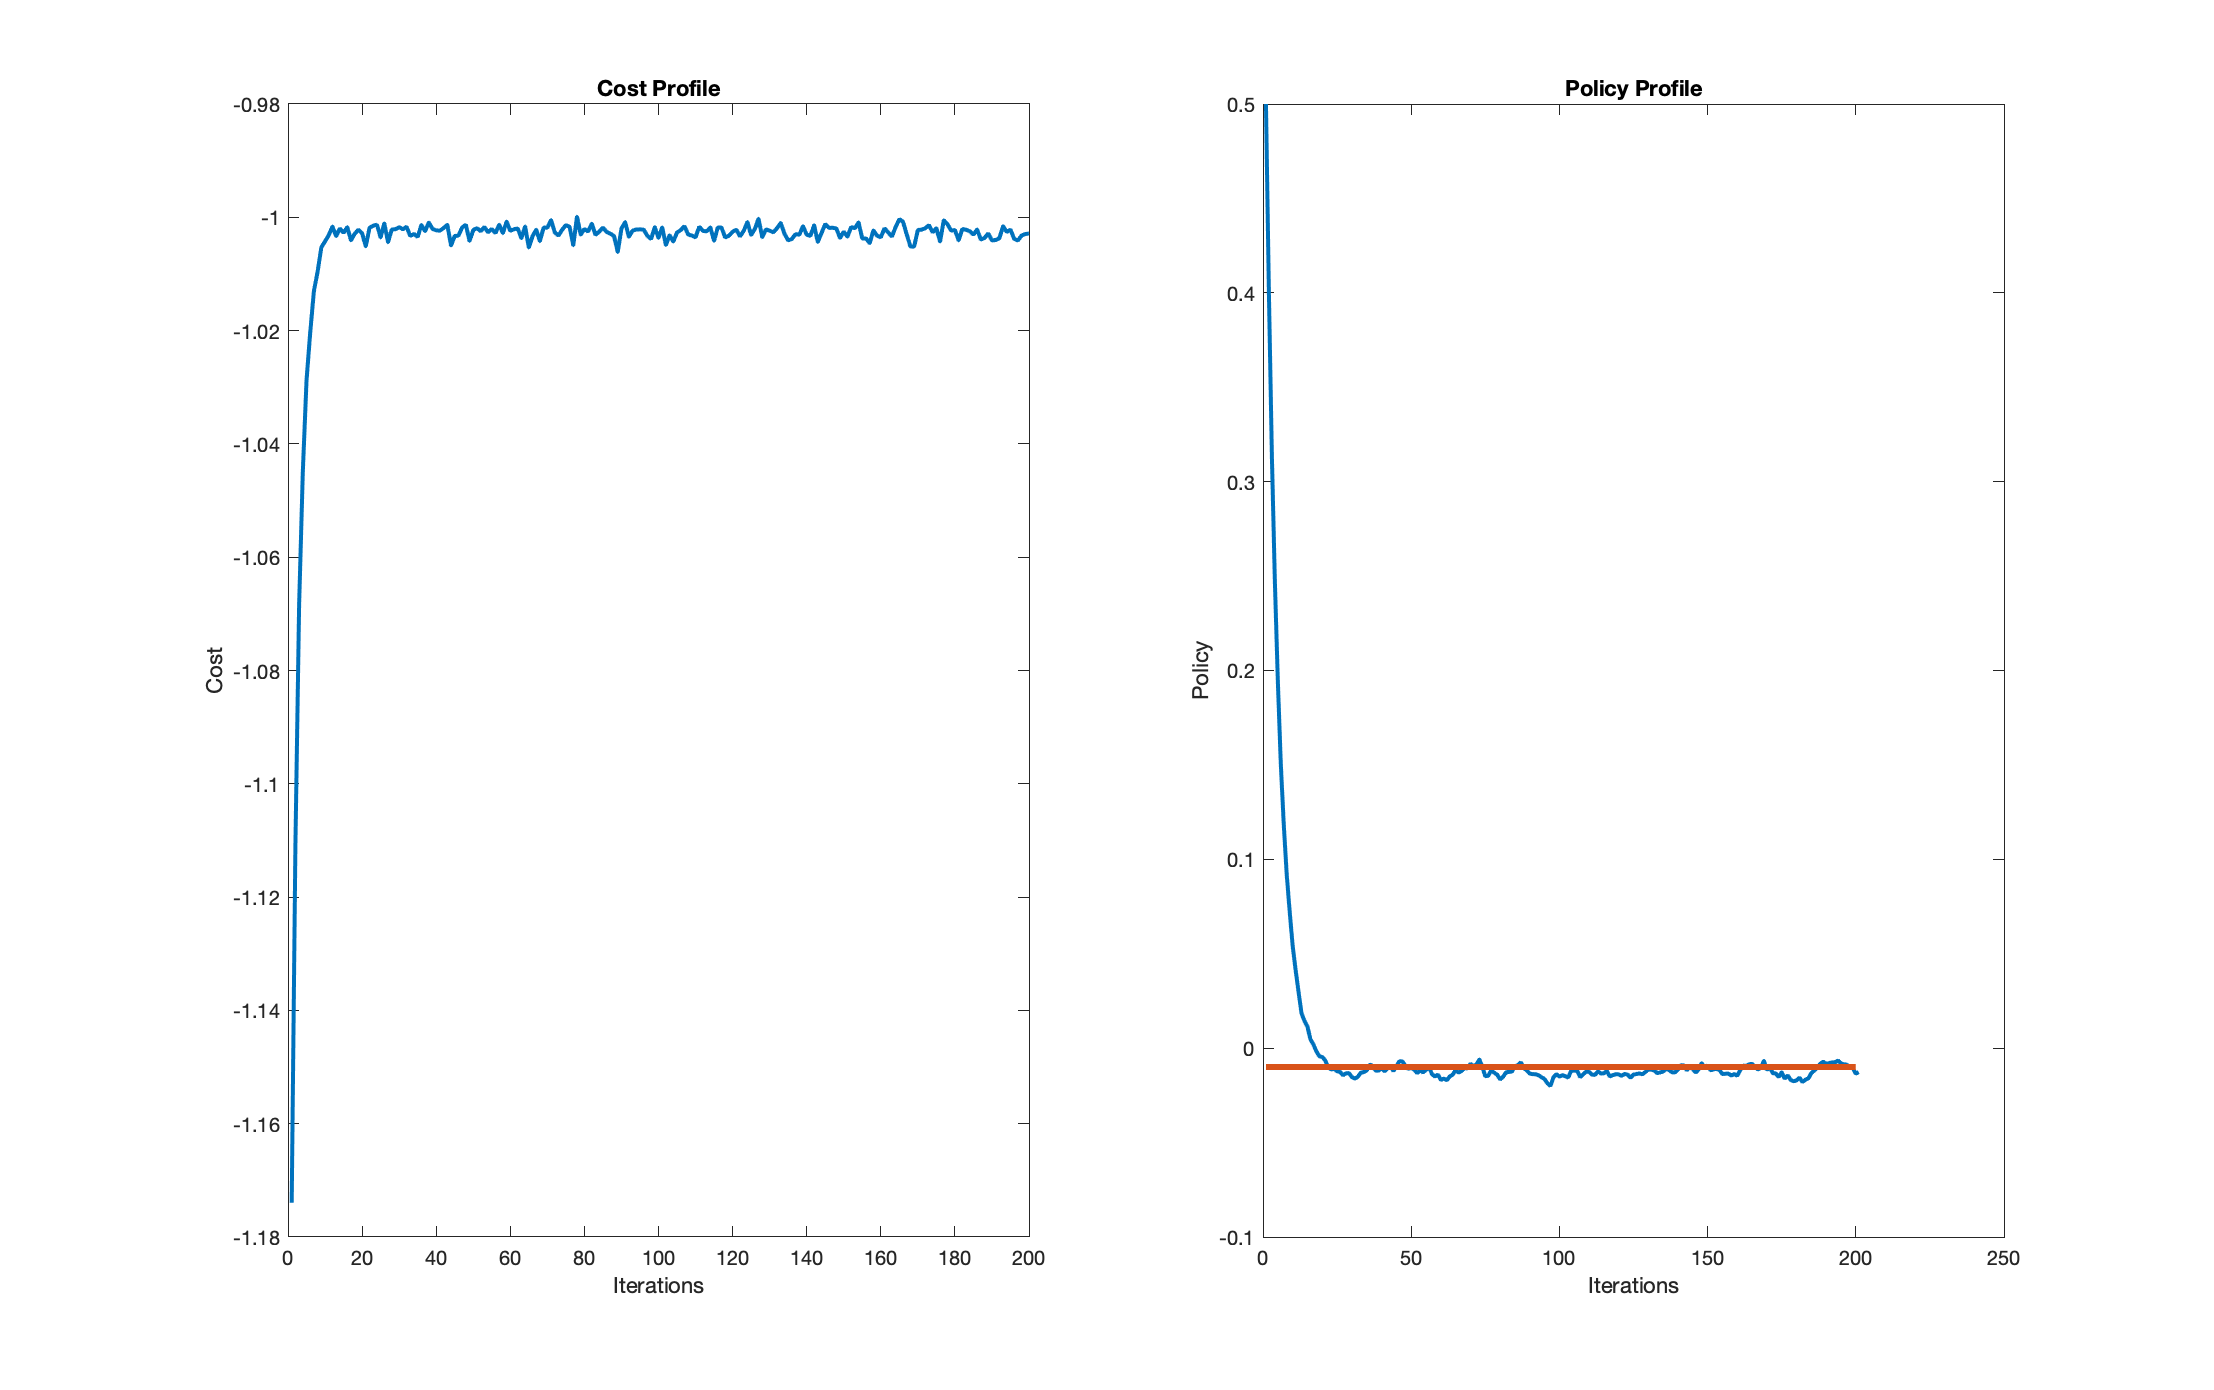 Cost Profile
-0.98
-1
-1.02
-1.04
-1.06
-1.08
-1.1
-1.12
-1.14
-1.16
-1.18
Cost
0 20 40 60 80 100 120 140 160 180 200
Iterations
Policy Profile
0.5
0.4
0.3
0.2
0.1
0
-0.1
Policy
0 50 100 150 200 250
Iterations